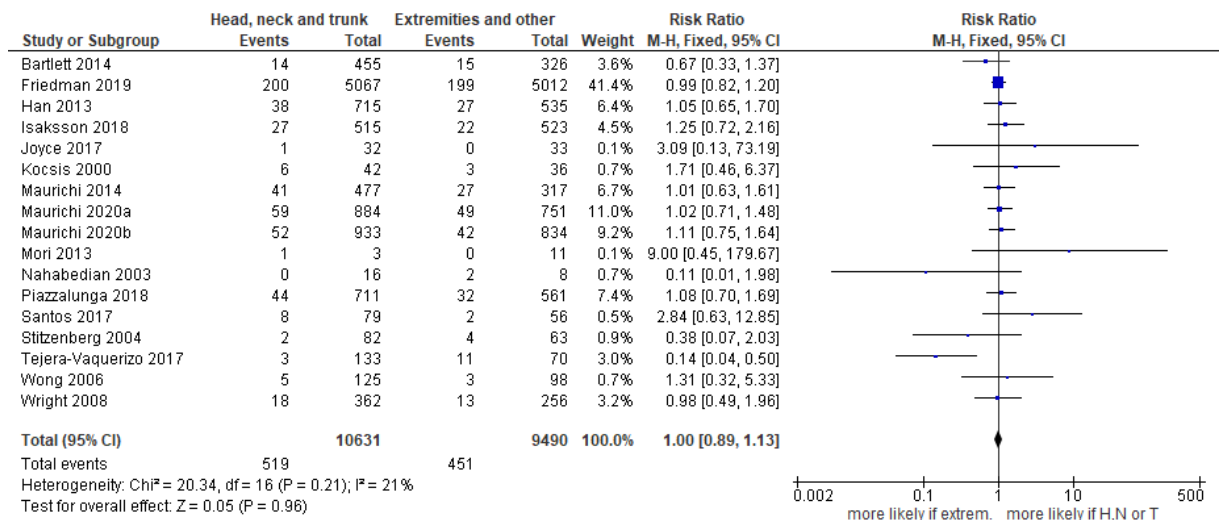 Head, neck and trunk Extremities and other Risk Ratio Risk Ratio
Study or Subgroup Events Total Events Total Weight M-H, Fixed, 95% CI M-H, Fixed, 95% CI
Bartlett 2014 14 455 15 326 3.6% 0.67 [0.33, 1.37]
Friedman 2019 200 5067 199 5012 41.4% 0.99 [0.82, 1.20]
Han 2013 38 715 27 535 6.4% 1.05 [0.65, 1.70]
Isaksson 2018 27 515 22 523 4.5% 1.25 [0.72, 2.16]
Joyce 2017 1 32 0 33 0.1% 3.09 [0.13, 73.19]
Kocsis 2000 6 42 3 36 0.7% 1.71 [0.46, 6.37]
Maurichi 2014 41 477 27 317 6.7% 1.01 [0.63, 1.61]
Maurichi 2020a 59 884 49 751 11.0% 1.02 [0.71, 1.48]
Maurichi 2020b 52 933 42 834 9.2% 1.11 [0.75, 1.64]
Mori 2013 1 3 0 11 0.1% 9.00 [0.45, 179.67]
Nahabedian 2003 0 16 2 8 0.7% 0.11 [0.01, 1.98]
Piazzalunga 2018 44 711 32 561 7.4% 1.08 [0.70, 1.69]
Santos 2017 8 79 2 56 0.5% 2.84 [0.63, 12.85]
Stitzenberg 2004 2 82 4 63 0.9% 0.38 [0.07, 2.03]
Tejera-Vaquerizo 2017 3 133 11 70 3.0% 0.14 [0.04, 0.50]
Wong 2006 5 125 3 98 0.7% 1.31 [0.32, 5.33]
Wright 2008 18 362 13 256 3.2% 0.98 [0.49, 1.96]
Total (95% CI) 10631 9490 100.0% 1.00 [0.89, 1.13]
Total events 519 451
Heterogeneity: Chi² = 20.34, df = 16 (P = 0.21); I² = 21%
Test for overall effect: Z = 0.05 (P = 0.96)
0.002 0.1 1 10 500
more likely if extrem. more likely if H,N or T